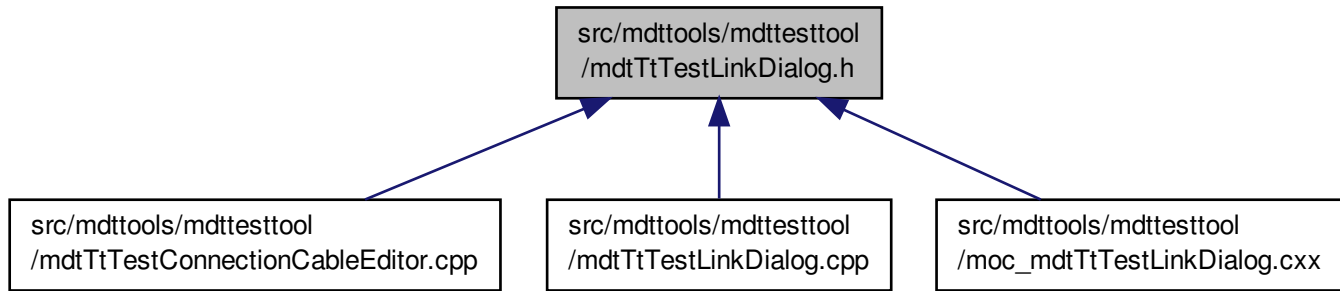 src/mdttools/mdttesttool
/mdtTtTestLinkDialog.h
src/mdttools/mdttesttool
/mdtTtTestConnectionCableEditor.cpp
src/mdttools/mdttesttool
/mdtTtTestLinkDialog.cpp
src/mdttools/mdttesttool
/moc_mdtTtTestLinkDialog.cxx